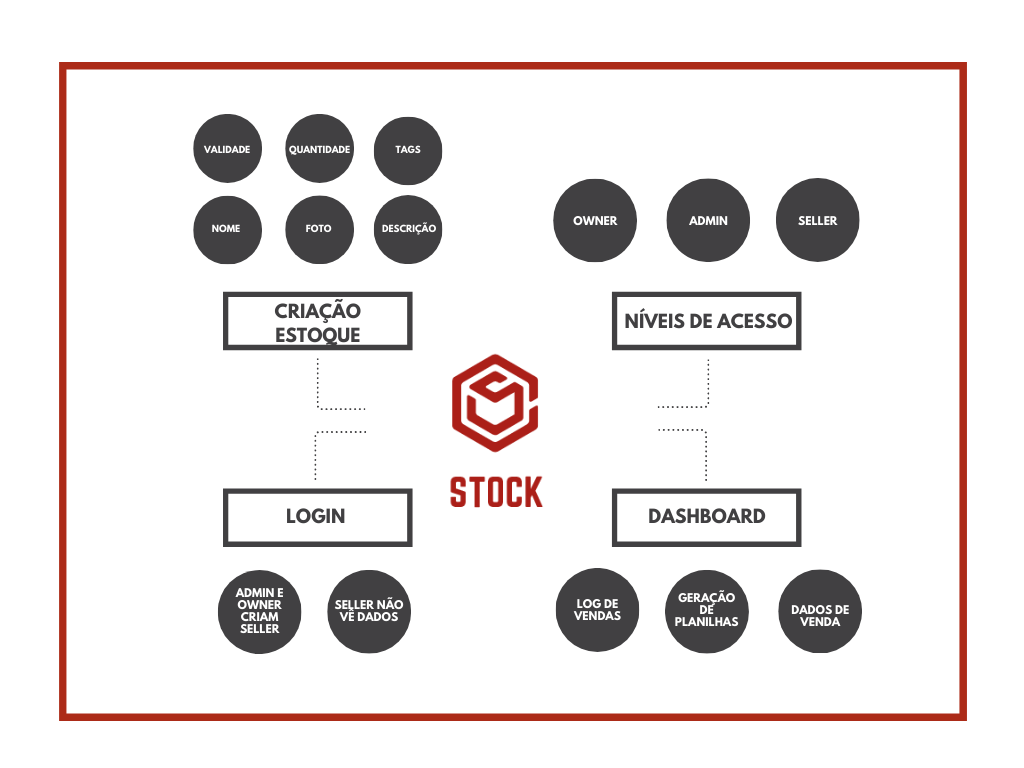 VALIDADE
QUANTIDADE
TAGS
NOME
FOTO
DESCRIÇÃO
CRIAÇÃO
ESTOQUE
OWNER
ADMIN
SELLER
NÍVEIS DE ACESSO
STOCK
LOGIN
ADMIN E
OWNER
CRIAM
SELLER
SELLER NÃO
VÊ DADOS
DASHBOARD
LOG DE
VENDAS
GERAÇÃO
DE
PLANILHAS
DADOS DE
VENDA